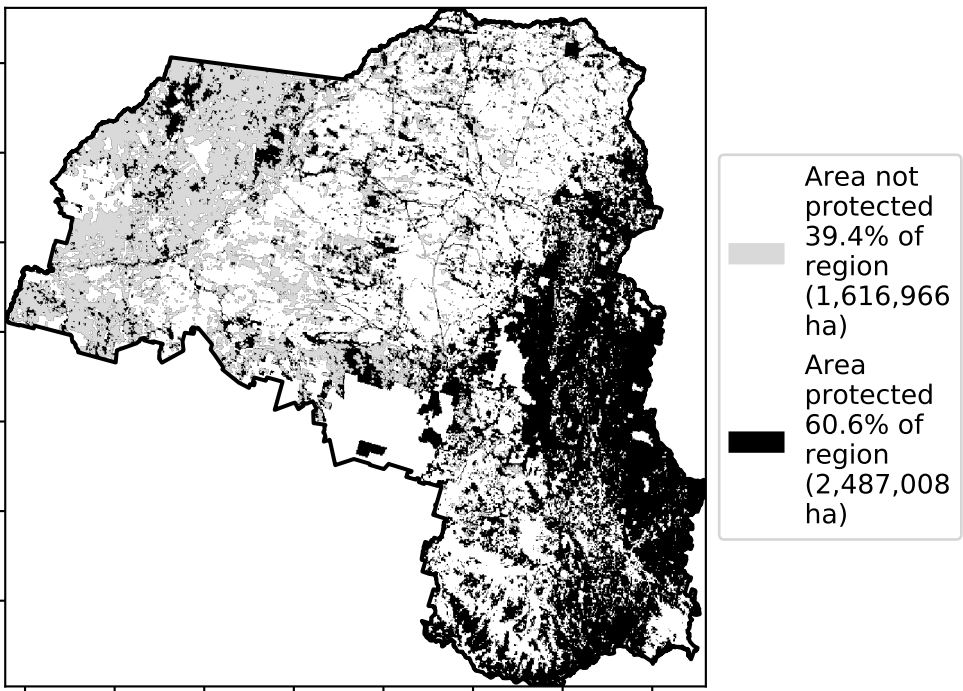 Area not
protected
39.4% of
region
(1,616,966
ha)
Area
protected
60.6% of
region
(2,487,008
ha)